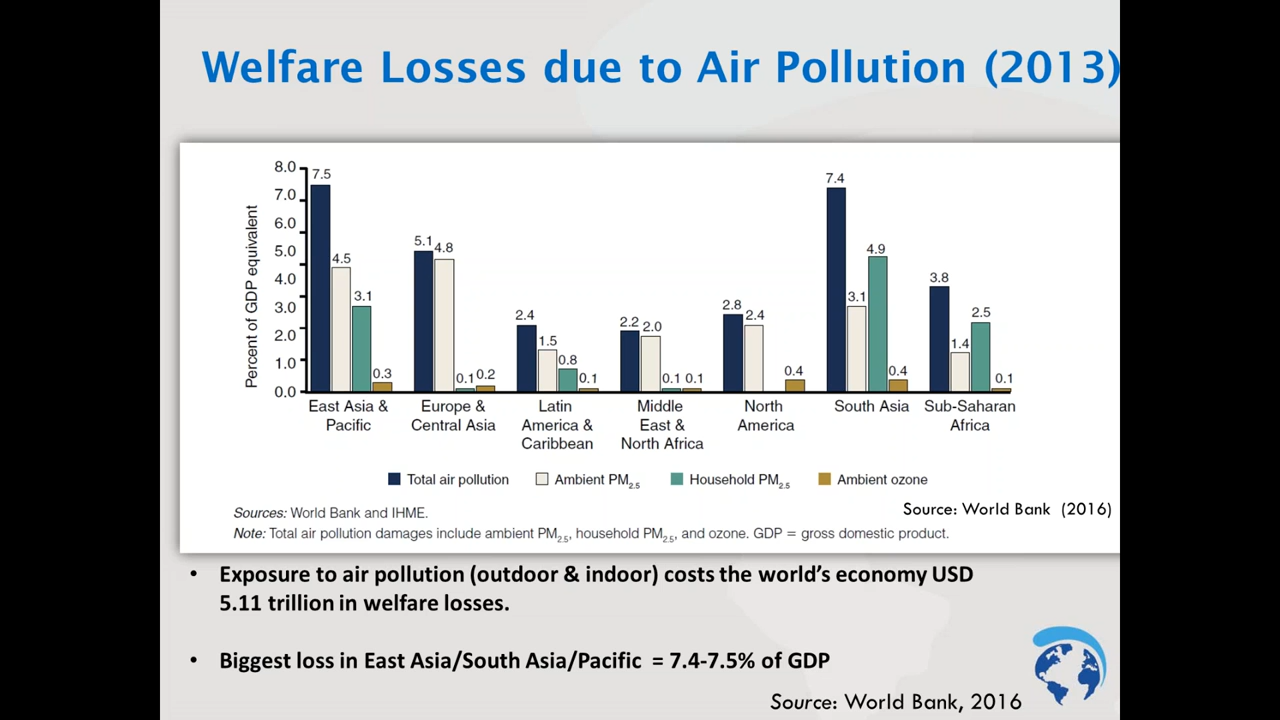 Welfare Losses due to Air Pollution (2013)
Percent of GDP equivalent
8.0
7.0
6.0
5.0
4.0
3.0
2.0
1.0
0.0
7.5
4.5
3.1
0.3
5.1
4.8
0.1
0.2
2.4
1.5
0.8
0.1
2.2
2.0
0.1
0.1
2.8
2.4
0.4
7.4
3.1
4.9
0.4
3.8
1.4
2.5
0.1
East Asia &
Pacific
Europe &
Central Asia
Latin
America &
Caribbean
Middle
East &
North Africa
North
America
South Asia
Sub-Saharan
Africa
Total air pollution
Ambient PM2.5
Household PM2.5
Ambient ozone
Source: World Bank (2016)
Sources: World Bank and IHME.
Note: Total air pollution damages include ambient PM2.5, household PM2.5, and ozone. GDP = gross domestic product.
• Exposure to air pollution (outdoor & indoor) costs the world's economy USD
5.11 trillion in welfare losses.
• Biggest loss in East Asia/South Asia/Pacific = 7.4-7.5% of GDP
Source: World Bank, 2016